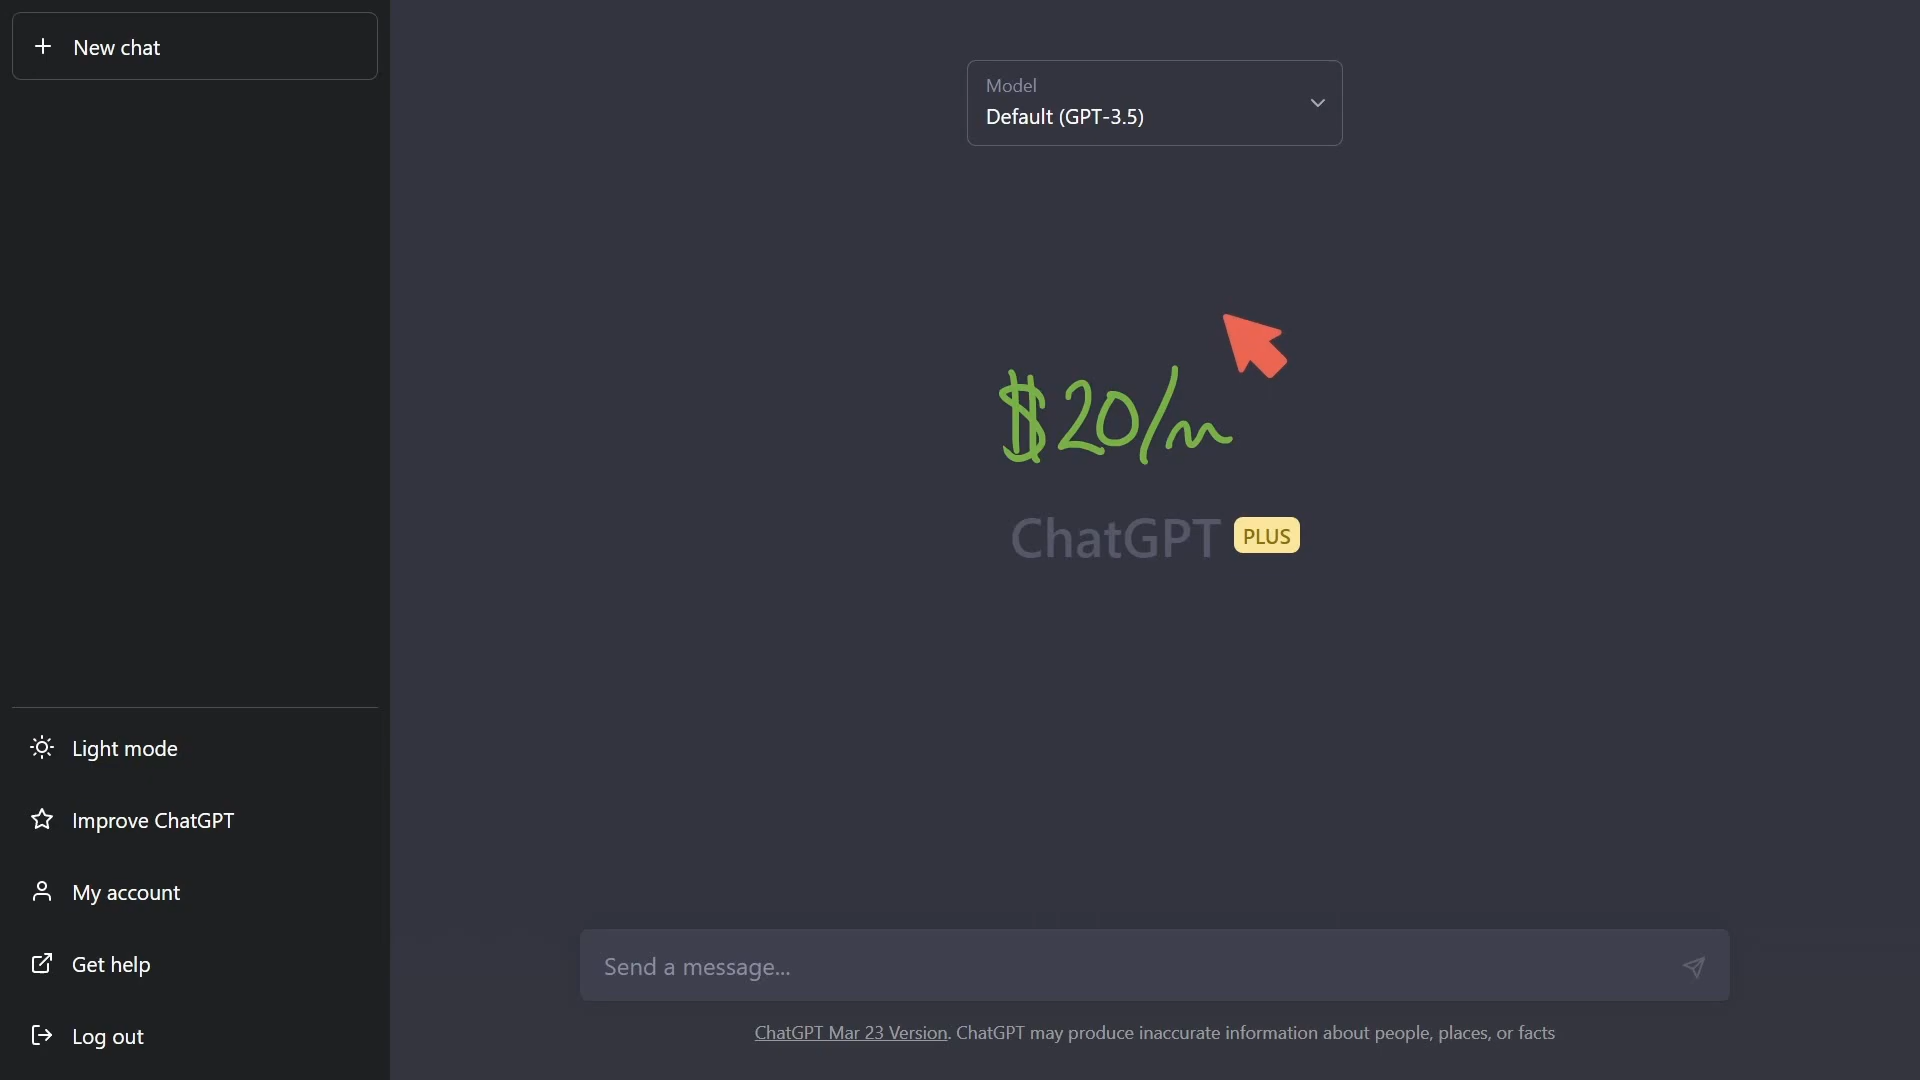 New chat
Model
Default (GPT-3.5)
$20/m
ChatGPT PLUS
Light mode
Improve ChatGPT
My account
Get help
Log out
Send a message...
ChatGPT Mar 23 Version. ChatGPT may produce inaccurate information about people, places, or facts